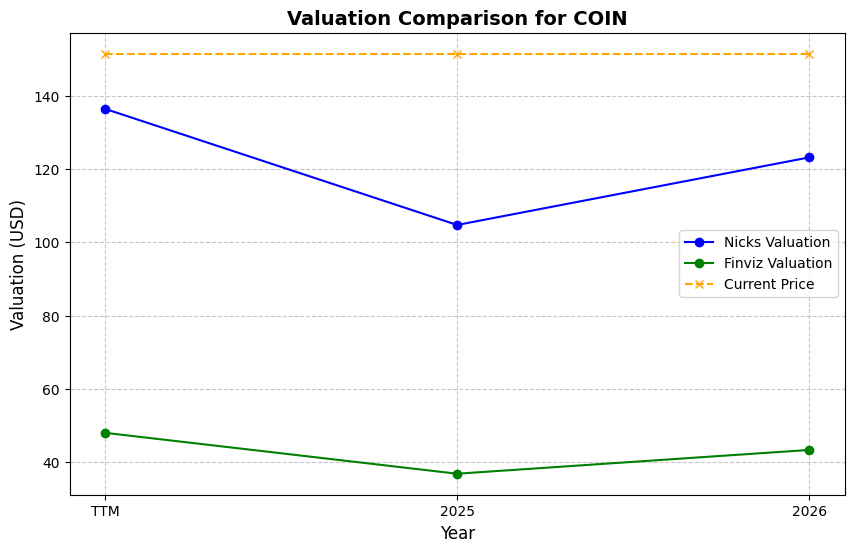 Valuation Comparison for COIN
Valuation (USD)
140
120
100
80
60
40
Nicks Valuation
Finviz Valuation
Current Price
TTM 2025 2026
Year